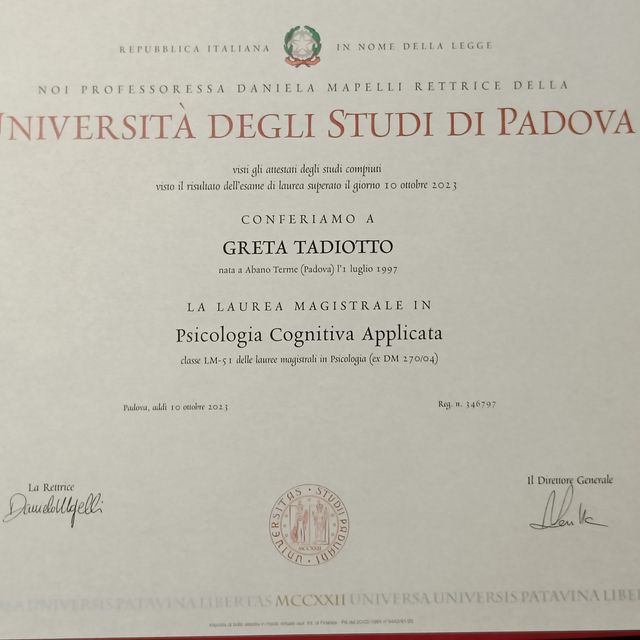 REPUBBLICA ITALIANA IN NOME DELLA LEGGE
NOI PROFESSORESSA DANIELA MAPELLI RETTRICE DELLA
UNIVERSITÀ DEGLI STUDI DI PADOVA
visti gli attestati degli studi compiuti
visto il risultato dell'esame di laurea superato il giorno 10 ottobre 2023
CONFERIAMO A
GRETA TADIOTTO
nata a Abano Terme (Padova) l'1 luglio 1997
LA LAUREA MAGISTRALE IN
Psicologia Cognitiva Applicata
classe LM-51 delle lauree magistrali in Psicologia (ex DM 270/04)
Padova, addì 10 ottobre 2023 Reg. n. 346797
La Rettrice Il Direttore Generale
UNIVERSITAS STUDII PADUANI
MCCXXII
UNIVERSIS PATAVINA LIBERTAS MCCXXII UNIVERSA UNIVERSIS PATAVINA